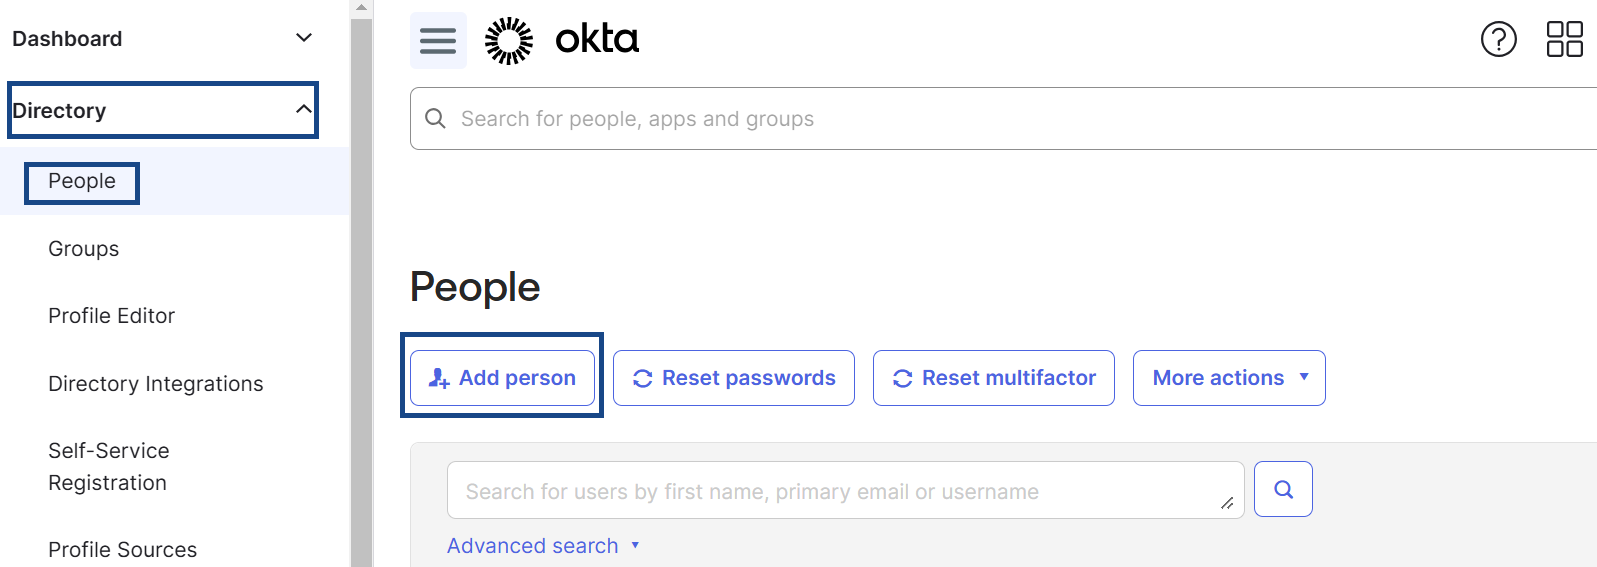 Dashboard
Directory
People
Groups
Profile Editor
Directory Integrations
Self-Service
Registration
Profile Sources
okta
Search for people, apps and groups
People
Add person
Reset passwords
Reset multifactor
More actions
Search for users by first name, primary email or username
Advanced search